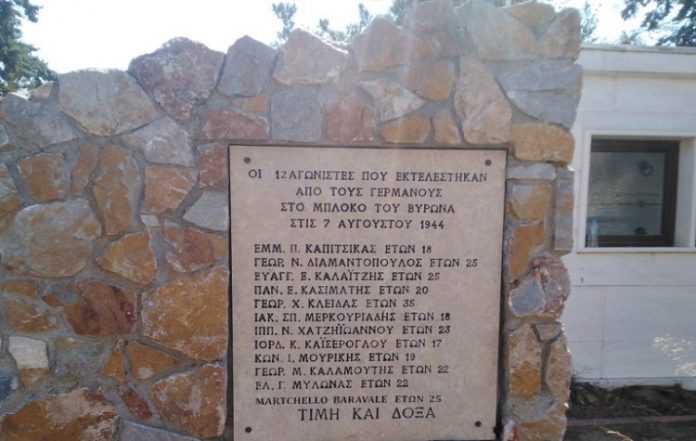 ΟΙ 12 ΑΓΩΝΙΣΤΕΣ ΠΟΥ ΕΚΤΕΛΕΣΤΗΚΑΝ
ΑΠΟ ΤΟΥΣ ΓΕΡΜΑΝΟΥΣ
ΣΤΟ ΜΠΛΟΚΟ ΤΟΥ ΒΥΡΩΝΑ
ΣΤΙΣ 7 ΑΥΓΟΥΣΤΟΥ 1944
ΕΜΜ. Π. ΚΑΠΙΤΣΙΚΑΣ ΕΤΩΝ 18
ΓΕΩΡ. Ν. ΔΙΑΜΑΝΤΟΠΟΥΛΟΣ ΕΤΩΝ 25
ΕΥΑΓΓ. Ε. ΚΑΛΑΪΤΖΗΣ ΕΤΩΝ 25
ΠΑΝ. Ε. ΚΑΣΙΜΑΤΗΣ ΕΤΩΝ 20
ΓΕΩΡ. Χ. ΚΛΕΙΔΑΣ ΕΤΩΝ 35
ΙΑΚ. ΣΠ. ΜΕΡΚΟΥΡΙΑΔΗΣ ΕΤΩΝ 18
ΙΠΠ. Ν. ΧΑΤΖΗΪΩΑΝΝΟΥ ΕΤΩΝ 23
ΙΟΡΔ. Κ. ΚΑΪΣΕΡΟΓΛΟΥ ΕΤΩΝ 17
ΚΩΝ. Ι. ΜΟΥΡΙΚΗΣ ΕΤΩΝ 19
ΓΕΩΡ. Μ. ΚΑΛΑΜΟΥΤΗΣ ΕΤΩΝ 22
ΕΛ. Γ. ΜΥΛΩΝΑΣ ΕΤΩΝ 22
MARTCHELLO BARAVALE ΕΤΩΝ 25
ΤΙΜΗ ΚΑΙ ΔΟΞΑ